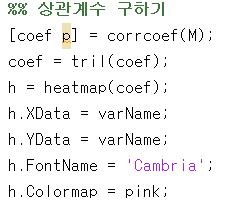 %% 상관계수 구하기
[coef p] = corrcoef(M);
coef = tril(coef);
h = heatmap(coef);
h.XData = varName;
h.YData = varName;
h.FontName = 'Cambria';
h.Colormap = pink;